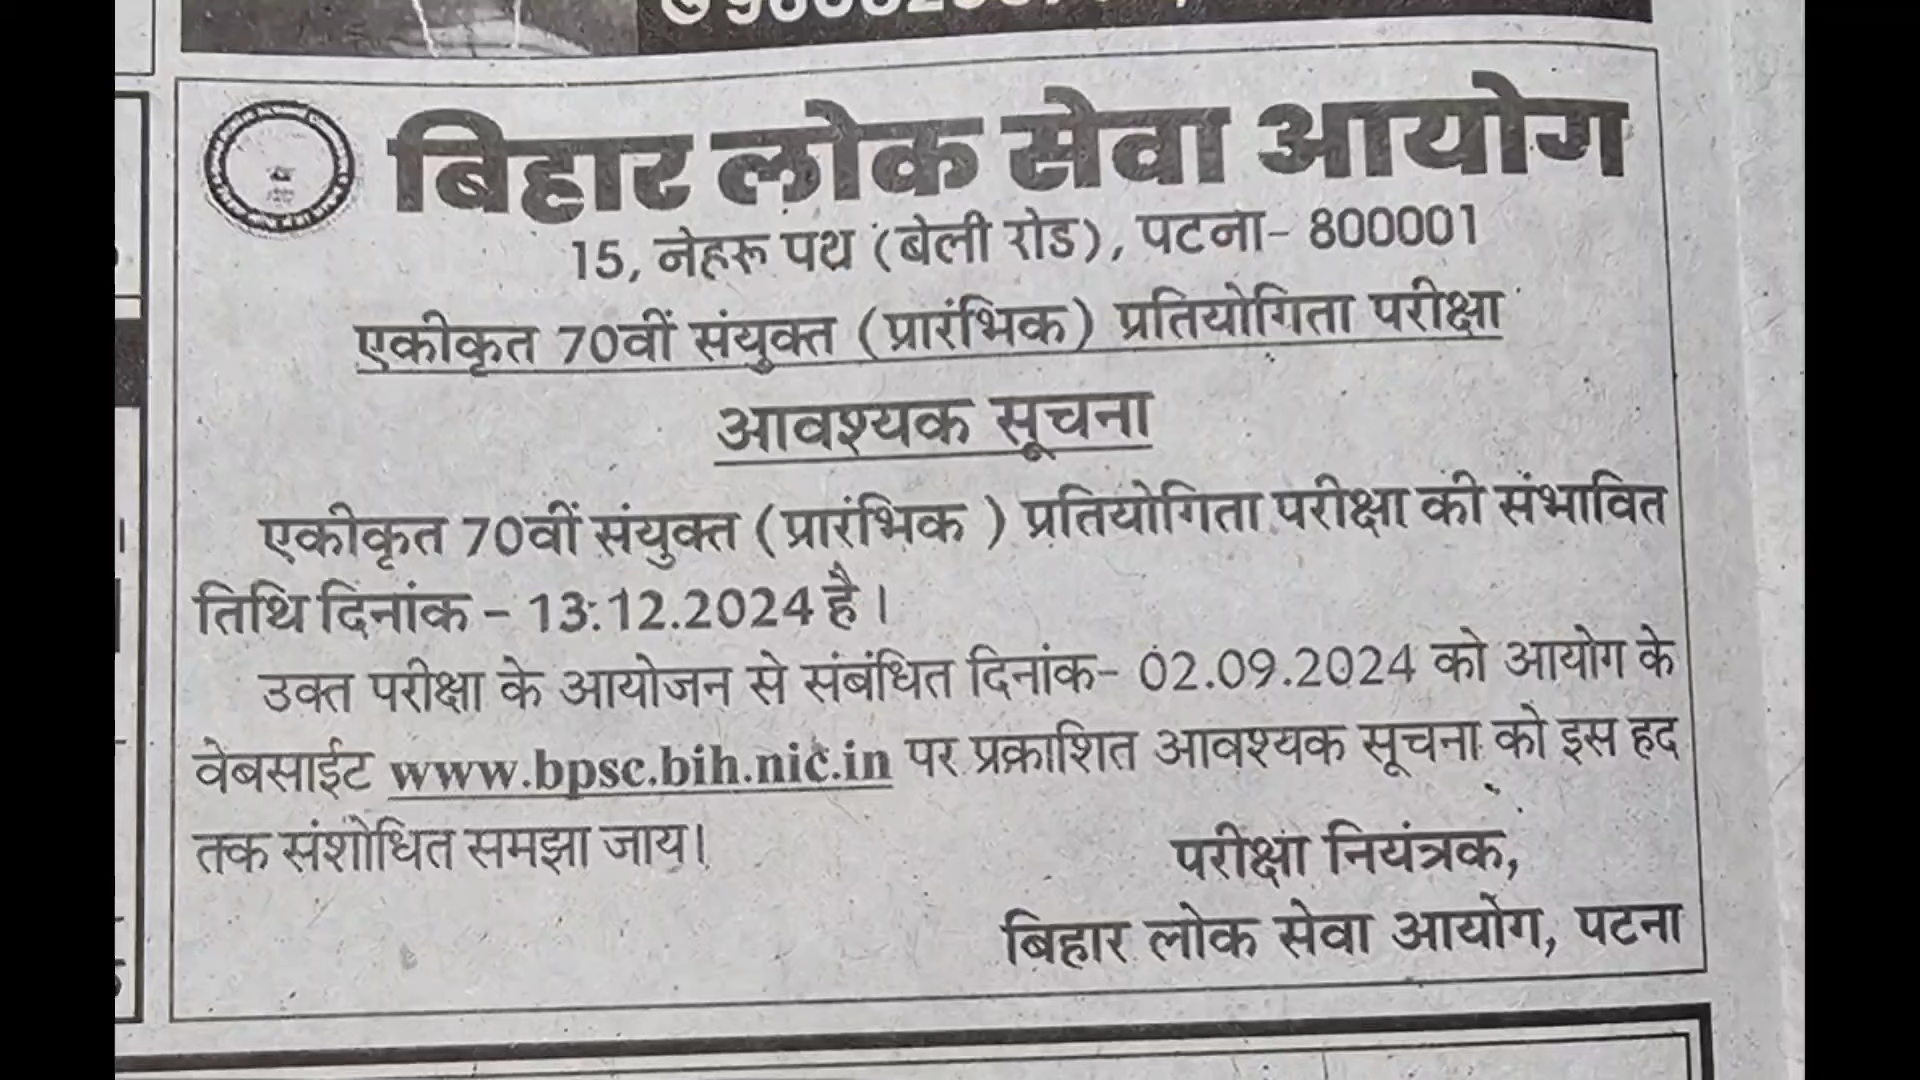 बिहार लोक सेवा आयोग
15, नेहरू पथ (बेली रोड), पटना- 800001
एकीकृत 70वीं संयुक्त (प्रारंभिक) प्रतियोगिता परीक्षा
आवश्यक सूचना
एकीकृत 70वीं संयुक्त (प्रारंभिक ) प्रतियोगिता परीक्षा की संभावित
तिथि दिनांक - 13:12.2024 है।
उक्त परीक्षा के आयोजन से संबंधित दिनांक- 02.09.2024 को आयोग के
वेबसाईट www.bpsc.bih.nic.in पर प्रकाशित आवश्यक सूचना को इस हद
तक संशोधित समझा जाय।
परीक्षा नियंत्रक,
बिहार लोक सेवा आयोग, पटना